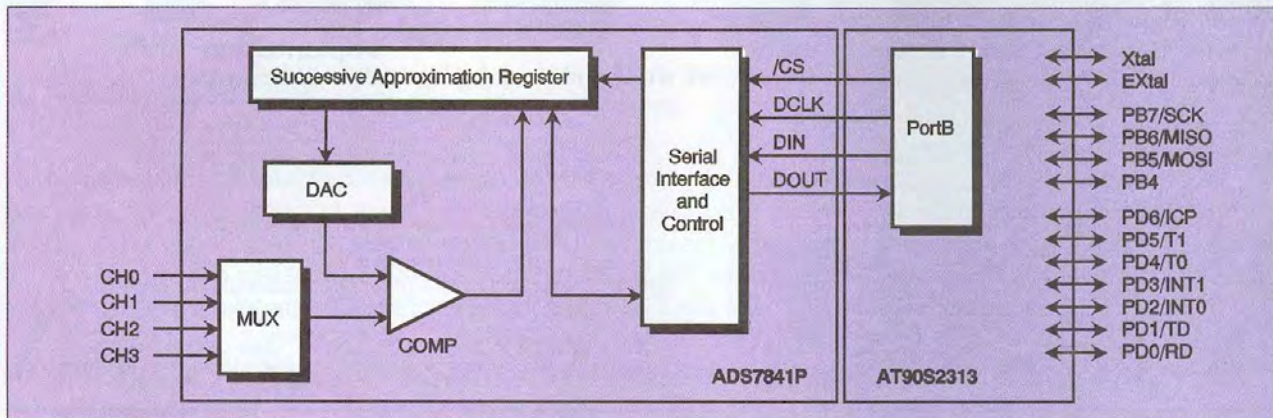 Successive Approximation Register
DAC
CH0
CH1
CH2
CH3
MUX
COMP
Serial
Interface
and
Control
/CS
DCLK
DIN
DOUT
PortB
Xtal
EXtal
PB7/SCK
PB6/MISO
PB5/MOSI
PB4
PD6/ICP
PD5/T1
PD4/T0
PD3/INT1
PD2/INT0
PD1/TD
PD0/RD
ADS7841P
AT90S2313